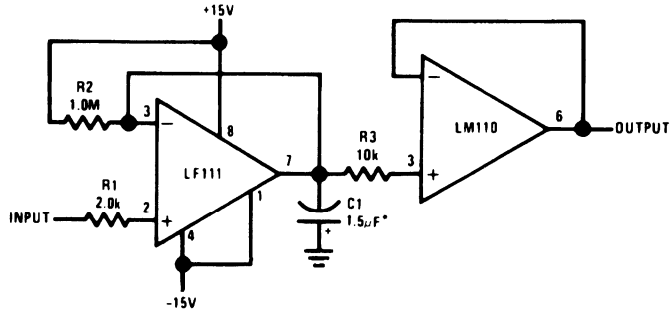 +15V
R2
1.0M
3
−
8
LF111
7
R1
2.0k
INPUT
2
+
1
4
-15V
C1
1.5μF*
+
R3
10k
3
−
+
LM110
6
OUTPUT